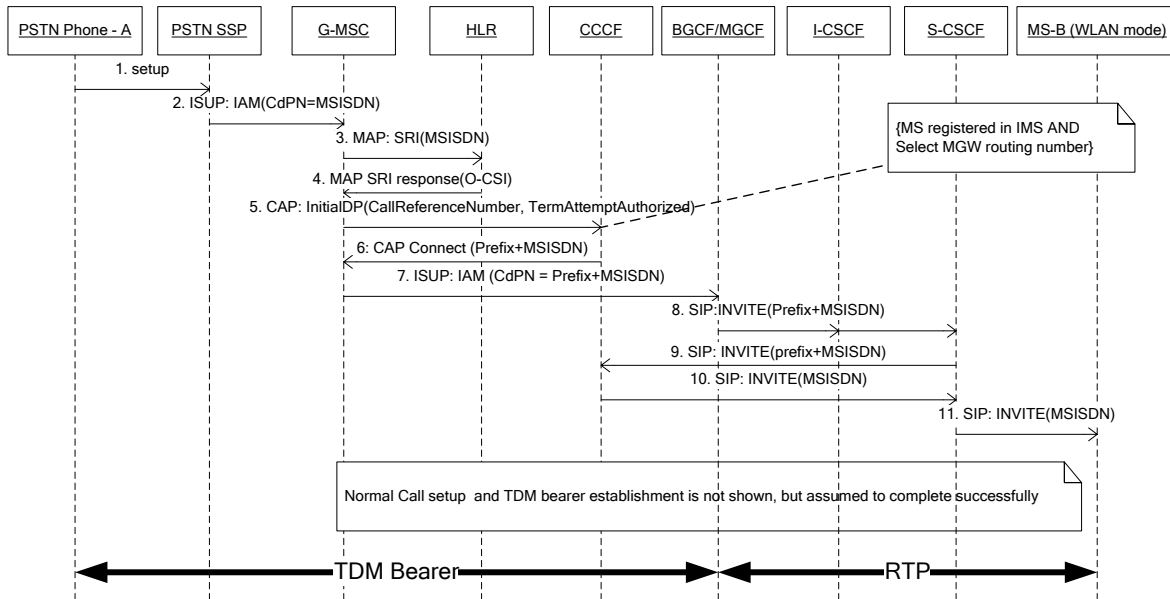 PSTN Phone - A
PSTN SSP
G-MSC
HLR
CCCF
BGCF/MGCF
I-CSCF
S-CSCF
MS-B (WLAN mode)
1. setup
2. ISUP: IAM(CdPN=MSISDN)
{MS registered in IMS AND
Select MGW routing number}
3. MAP: SRI(MSISDN)
4. MAP SRI response(O-CSI)
5. CAP: InitialDP(CallReferenceNumber, TermAttemptAuthorized)
6: CAP Connect (Prefix+MSISDN)
7. ISUP: IAM (CdPN = Prefix+MSISDN)
8. SIP:INVITE(Prefix+MSISDN)
9. SIP: INVITE(prefix+MSISDN)
10. SIP: INVITE(MSISDN)
11. SIP: INVITE(MSISDN)
Normal Call setup and TDM bearer establishment is not shown, but assumed to complete successfully
TDM Bearer
RTP